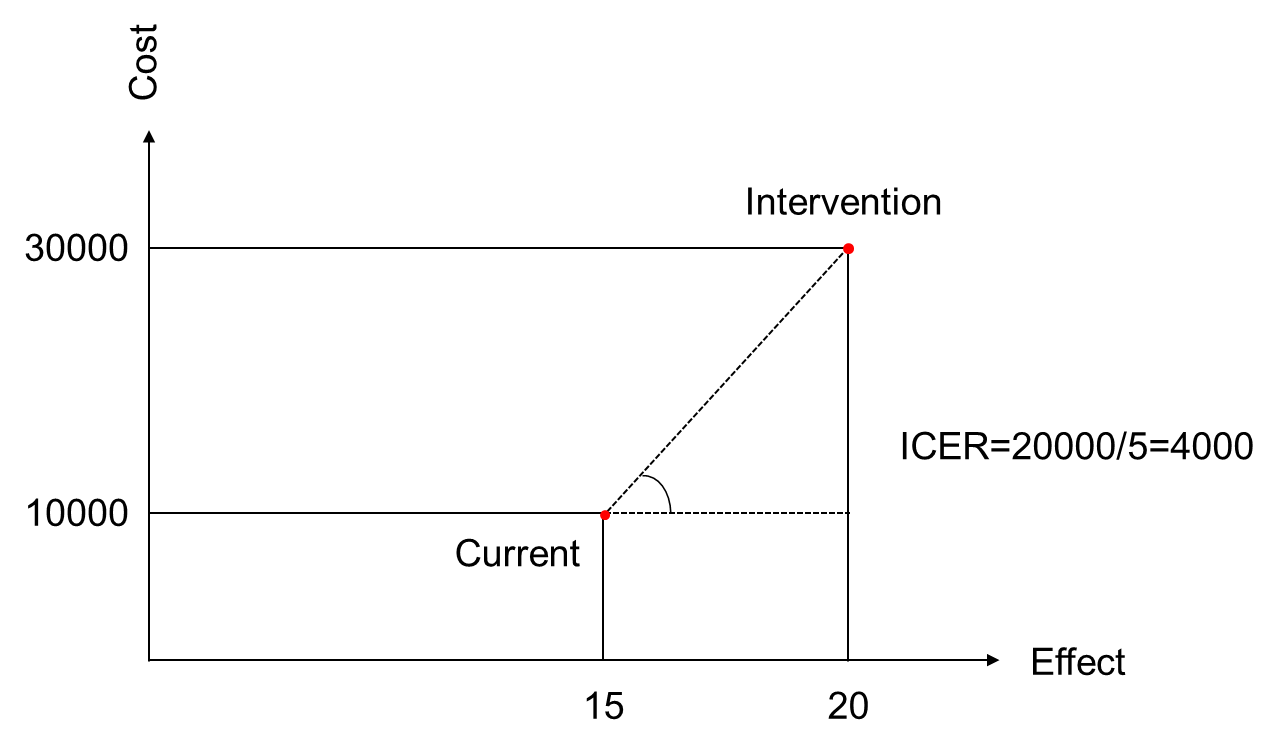 Cost
Intervention
30000
ICER=20000/5=4000
10000
Current
Effect
15
20